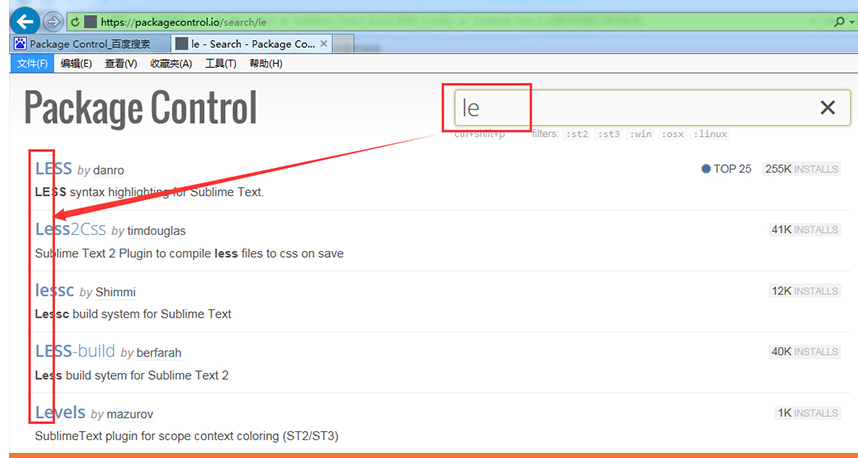 https://packagecontrol.io/search/le
Package Control_百度搜索
le - Search - Package Co...
文件(F) 编辑(E) 查看(V) 收藏夹(A) 工具(T) 帮助(H)
Package Control
le
ctrl+shift+p filters: :st2 :st3 :win :osx :linux
LESS by danro TOP 25 255K INSTALLS
LESS syntax highlighting for Sublime Text.
Less2Css by timdouglas 41K INSTALLS
Sublime Text 2 Plugin to compile less files to css on save
lessc by Shimmi 12K INSTALLS
Lessc build system for Sublime Text
LESS-build by berfarah 40K INSTALLS
Less build sytem for Sublime Text 2
Levels by mazurov 1K INSTALLS
SublimeText plugin for scope context coloring (ST2/ST3)